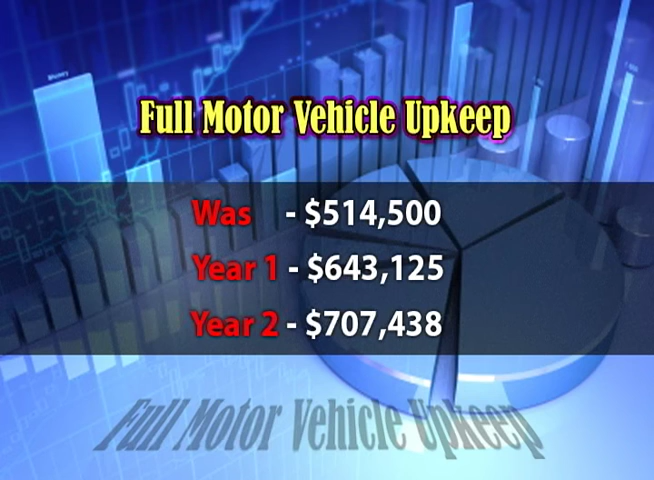 Full Motor Vehicle Upkeep
Was - $514,500
Year 1 - $643,125
Year 2 - $707,438
Full Motor Vehicle Upkeep